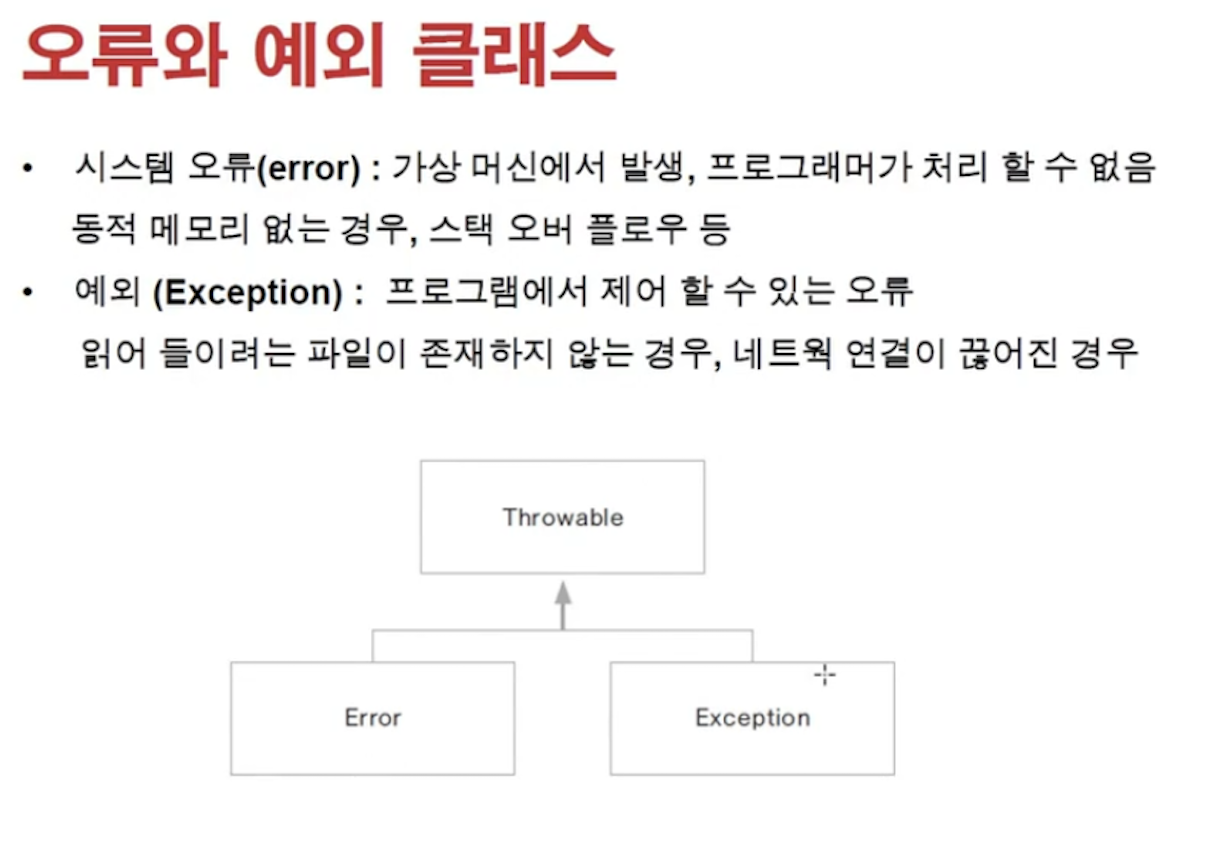 오류와 예외 클래스
• 시스템 오류(error) : 가상 머신에서 발생, 프로그래머가 처리 할 수 없음
동적 메모리 없는 경우, 스택 오버 플로우 등
• 예외 (Exception) : 프로그램에서 제어 할 수 있는 오류
읽어 들이려는 파일이 존재하지 않는 경우, 네트웍 연결이 끊어진 경우
Throwable
Error
Exception